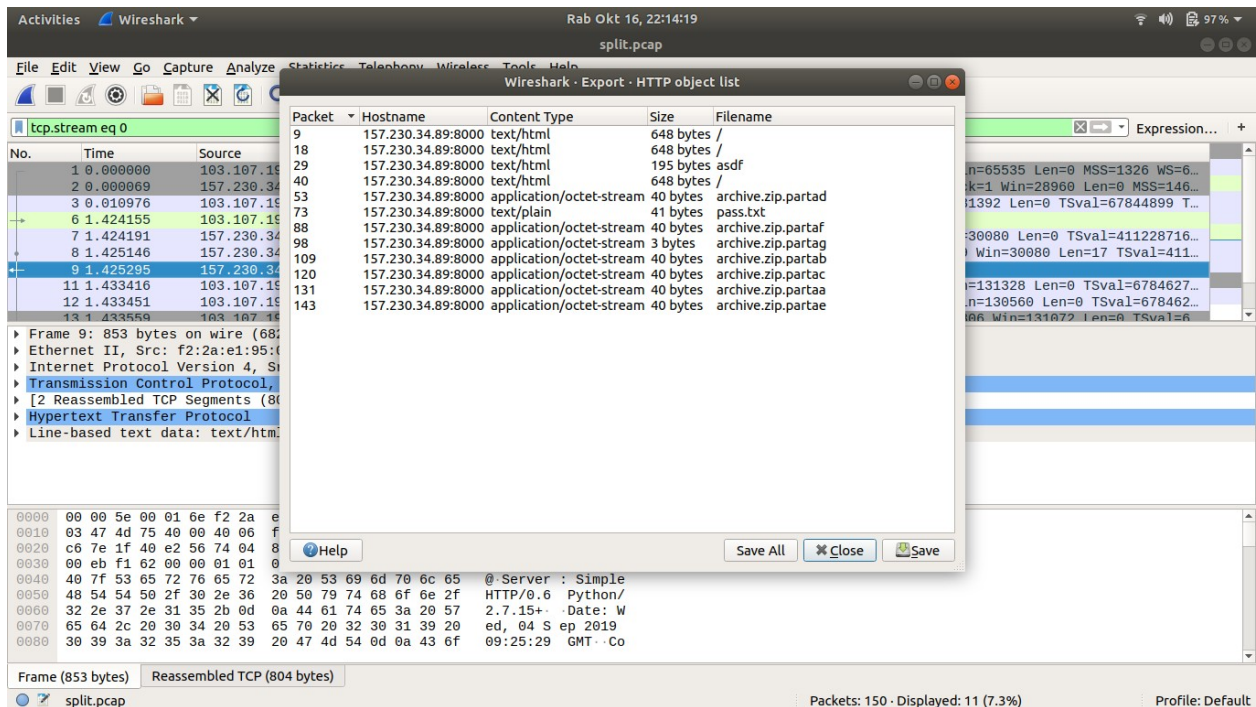 Activities Wireshark Rab Okt 16, 22:14:19 97%
split.pcap
File Edit View Go Capture Analyze Statistics Telephony Wireless Tools Help
Wireshark · Export · HTTP object list
tcp.stream eq 0 Expression… +
Packet Hostname Content Type Size Filename
9 157.230.34.89:8000 text/html 648 bytes /
18 157.230.34.89:8000 text/html 648 bytes /
29 157.230.34.89:8000 text/html 195 bytes asdf
40 157.230.34.89:8000 text/html 648 bytes /
53 157.230.34.89:8000 application/octet-stream 40 bytes archive.zip.partad
73 157.230.34.89:8000 text/plain 41 bytes pass.txt
88 157.230.34.89:8000 application/octet-stream 40 bytes archive.zip.partaf
98 157.230.34.89:8000 application/octet-stream 3 bytes archive.zip.partag
109 157.230.34.89:8000 application/octet-stream 40 bytes archive.zip.partab
120 157.230.34.89:8000 application/octet-stream 40 bytes archive.zip.partac
131 157.230.34.89:8000 application/octet-stream 40 bytes archive.zip.partaa
143 157.230.34.89:8000 application/octet-stream 40 bytes archive.zip.partae
Help Save All Close Save
No. Time Source
1 0.000000 103.107.19 n=65535 Len=0 MSS=1326 WS=6…
2 0.000069 157.230.34 k=1 Win=28960 Len=0 MSS=146…
3 0.010976 103.107.19 31392 Len=0 TSval=67844899 T…
6 1.424155 103.107.19
7 1.424191 157.230.34 =30080 Len=0 TSval=411228716…
8 1.425146 157.230.34 Win=30080 Len=17 TSval=411…
9 1.425295 157.230.34
11 1.433416 103.107.19 n=131328 Len=0 TSval=6784627…
12 1.433451 103.107.19 n=130560 Len=0 TSval=678462…
13 1.433559 103.107.19 Win=131072 Len=0 TSval=6…
Frame 9: 853 bytes on wire (682
Ethernet II, Src: f2:2a:e1:95:
Internet Protocol Version 4,
Transmission Control Protocol,
[2 Reassembled TCP Segments (80
Hypertext Transfer Protocol
Line-based text data:
0000 00 00 5e 00 01 6e f2 2a e
0010 03 47 4d 75 40 00 40 06 f
0020 c6 7e 1f 40 e2 56 74 04 8
0030 00 eb f1 62 00 00 01 01 0
0040 40 7f 53 65 72 76 65 72 3a 20 53 69 6d 70 6c 65 @·Server : Simple
0050 48 54 54 50 2f 30 2e 36 20 50 79 74 68 6f 6e 2f HTTP/0.6 Python/
0060 32 2e 37 2e 31 35 2b 0d 0a 44 61 74 65 3a 20 57 2.7.15+· ·Date: W
0070 65 64 2c 20 30 34 20 53 65 70 20 32 30 31 39 20 ed, 04 S ep 2019
0080 30 39 3a 32 35 3a 32 39 20 47 4d 54 0d 0a 43 6f 09:25:29 GMT··Co
Frame (853 bytes) Reassembled TCP (804 bytes)
split.pcap Packets: 150 · Displayed: 11 (7.3%) Profile: Default